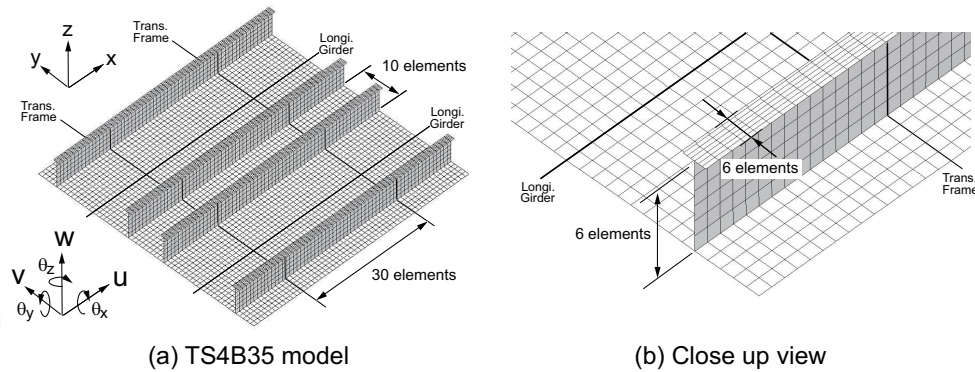 z
y
x
Trans.
Frame
Longi.
Girder
10 elements
Trans.
Frame
Longi.
Girder
w
v
u
θz
θy
θx
30 elements
(a) TS4B35 model
6 elements
Longi.
Girder
Trans.
Frame
6 elements
(b) Close up view